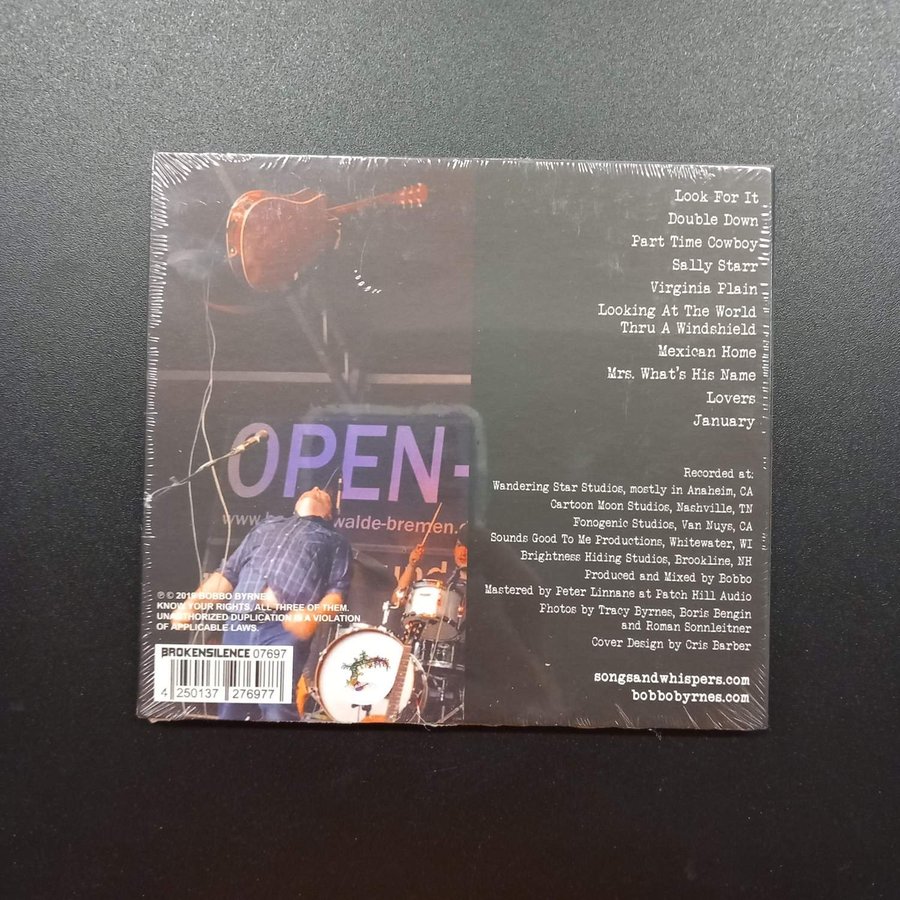 Look For It
Double Down
Part Time Cowboy
Sally Starr
Virginia Plain
Looking At The World
Thru A Windshield
Mexican Home
Mrs. What's His Name
Lovers
January
Recorded at:
Wandering Star Studios, mostly in Anaheim, CA
Cartoon Moon Studios, Nashville, TN
Fonogenic Studios, Van Nuys, CA
Sounds Good To Me Productions, Whitewater, WI
Brightness Hiding Studios, Brookline, NH
Produced and Mixed by Bobbo
Mastered by Peter Linnane at Patch Hill Audio
Photos by Tracy Byrnes, Boris Bengin
and Roman Sonnleitner
Cover Design by Cris Barber
songsandwhispers.com
bobbobyrnes.com
OPEN-
www.
walde-bremen.
und
℗ © 2018 BOBBO BYRNES
KNOW YOUR RIGHTS, ALL THREE OF THEM.
UNAUTHORIZED DUPLICATION IS A VIOLATION
OF APPLICABLE LAWS.
BROKENSILENCE 07697
4 250137 276977